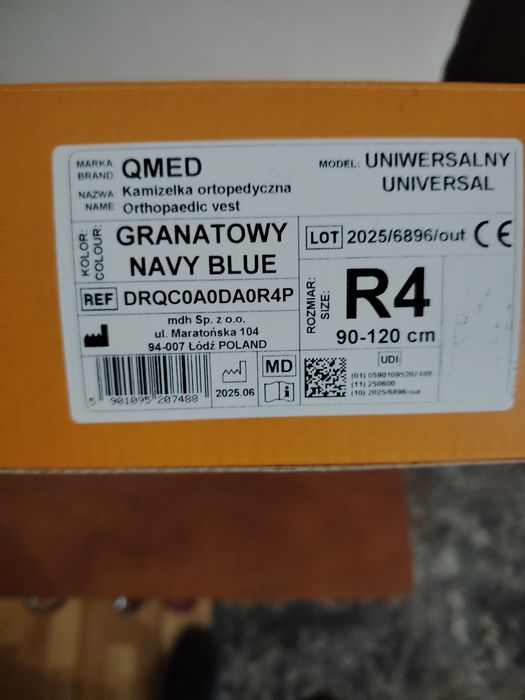 MARKA
BRAND
QMED
MODEL: UNIWERSALNY
UNIVERSAL
NAZWA
NAME
Kamizelka ortopedyczna
Orthopaedic vest
KOLOR:
COLOUR:
GRANATOWY
NAVY BLUE
LOT 2025/6896/out CE
REF DRQC0A0DA0R4P
ROZMIAR:
SIZE:
R4
90-120 cm
mdh Sp. z o.o.
ul. Maratońska 104
94-007 Łódź POLAND
5 901095 207488
2025.06
MD
UDI
(01) 05901095207488
(11) 250600
(10) 2025/6896/out